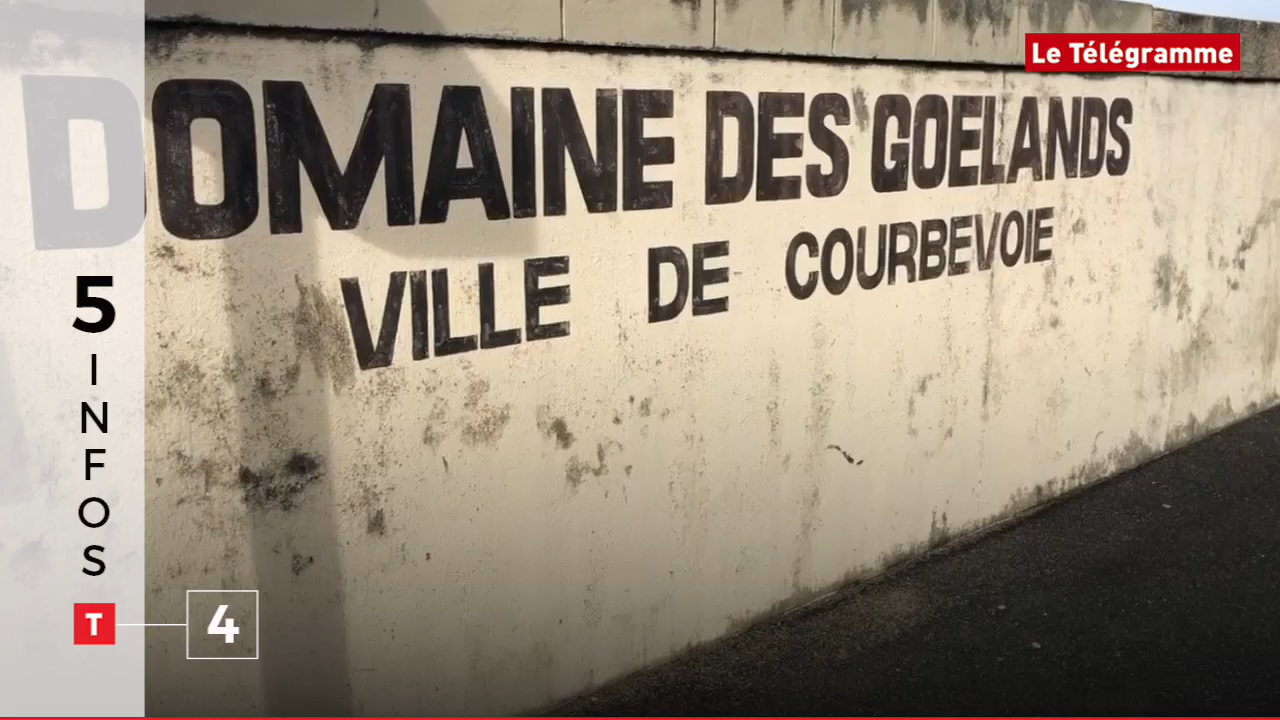 Le Télégramme
DOMAINE DES GOELANDS
VILLE DE COURBEVOIE
5
INFOS
T
4